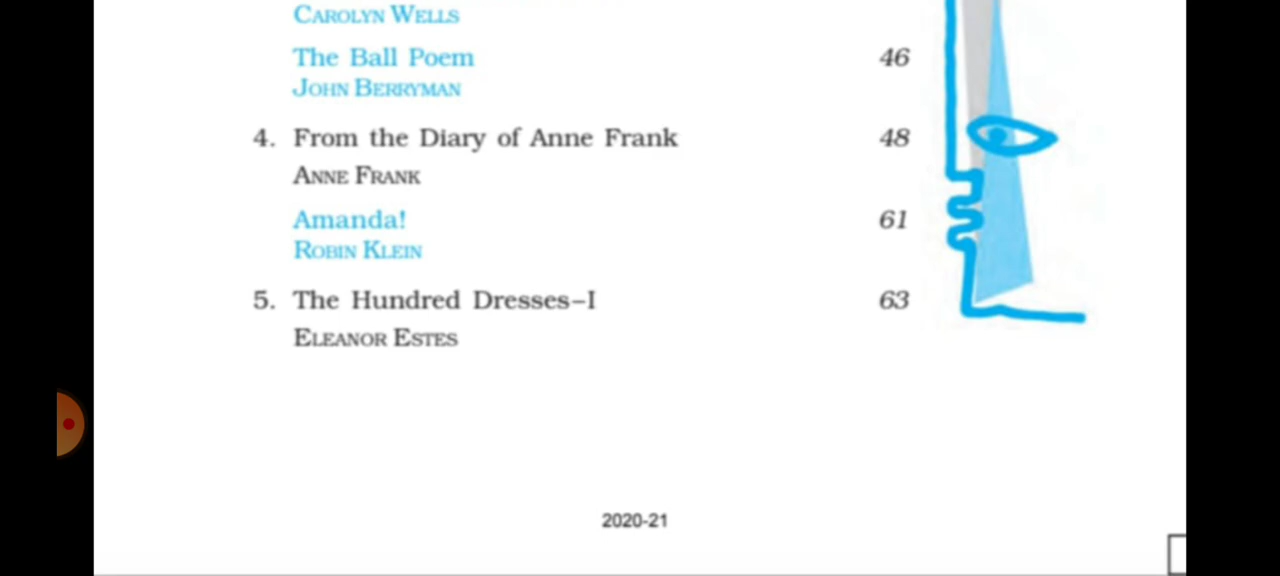 CAROLYN WELLS
The Ball Poem 46
JOHN BERRYMAN
4. From the Diary of Anne Frank 48
ANNE FRANK
Amanda! 61
ROBIN KLEIN
5. The Hundred Dresses–I 63
ELEANOR ESTES
2020-21